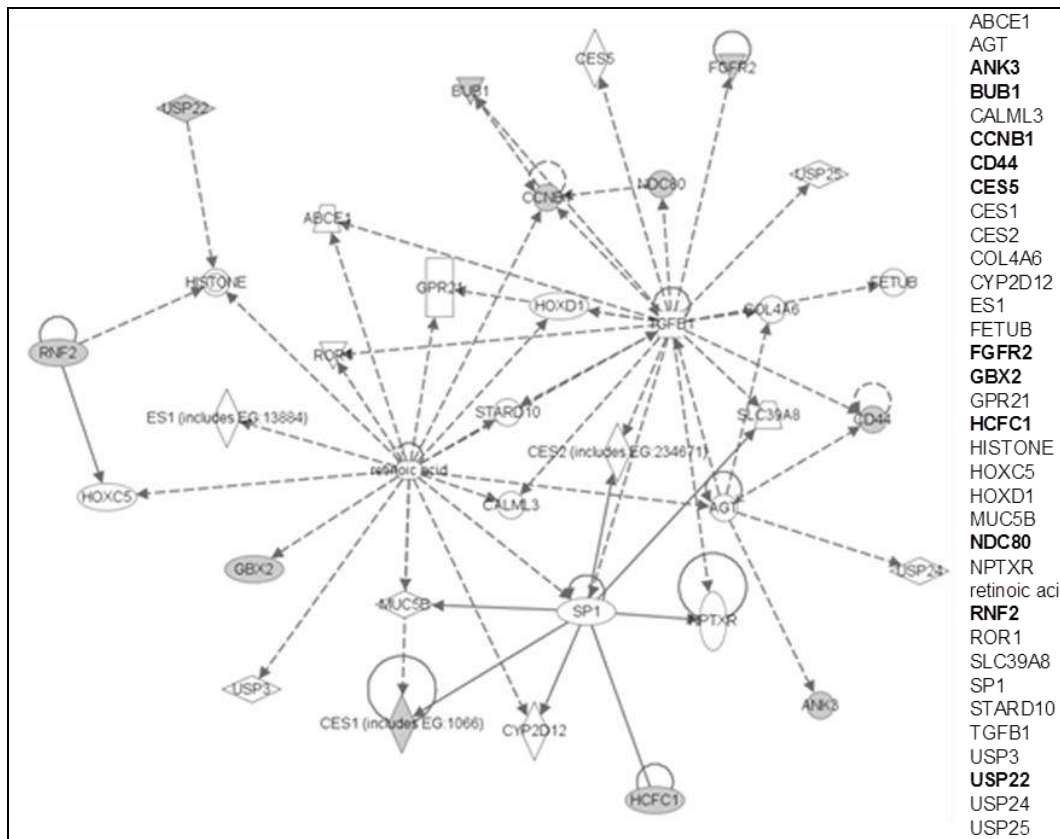 CES5
FGFR2
BUB1
USP22
USP25
NDC80
CCNB1
ABCE1
HISTONE
GPR21
HOXD1
FETUB
COL4A6
TGFB1
RNF2
ROR1
ES1 (includes EG:13884)
STARD10
SLC39A8
CD44
CES2 (includes EG:234671)
retinoic acid
HOXC5
CALML3
AGT
GBX2
USP24
MUC5B
SP1
NPTXR
USP3
CES1 (includes EG:1066)
CYP2D12
ANK3
HCFC1
ABCE1
AGT
ANK3
BUB1
CALML3
CCNB1
CD44
CES5
CES1
CES2
COL4A6
CYP2D12
ES1
FETUB
FGFR2
GBX2
GPR21
HCFC1
HISTONE
HOXC5
HOXD1
MUC5B
NDC80
NPTXR
retinoic aci
RNF2
ROR1
SLC39A8
SP1
STARD10
TGFB1
USP3
USP22
USP24
USP25